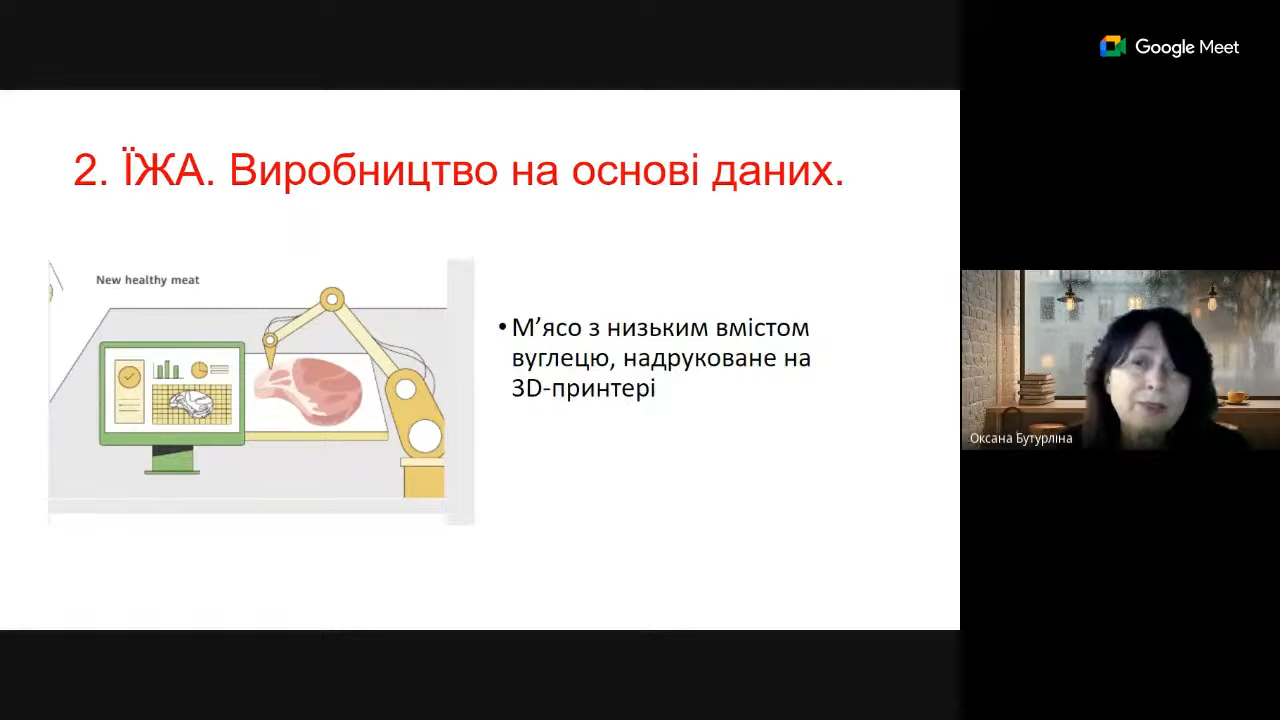 Google Meet
2. ЇЖА. Виробництво на основі даних.
New healthy meat
•М’ясо з низьким вмістом
вуглецю, надруковане на
3D-принтері
Оксана Бутурліна